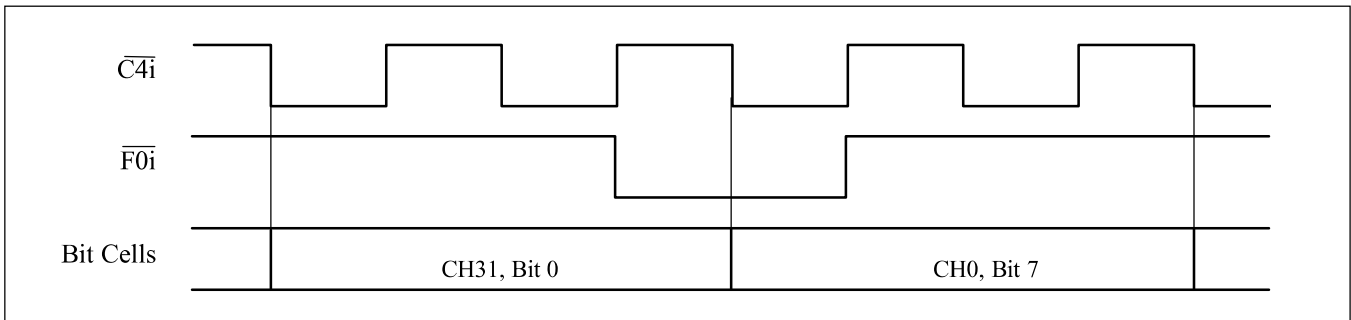 C4i
F0i
Bit Cells
CH31, Bit 0
CH0, Bit 7